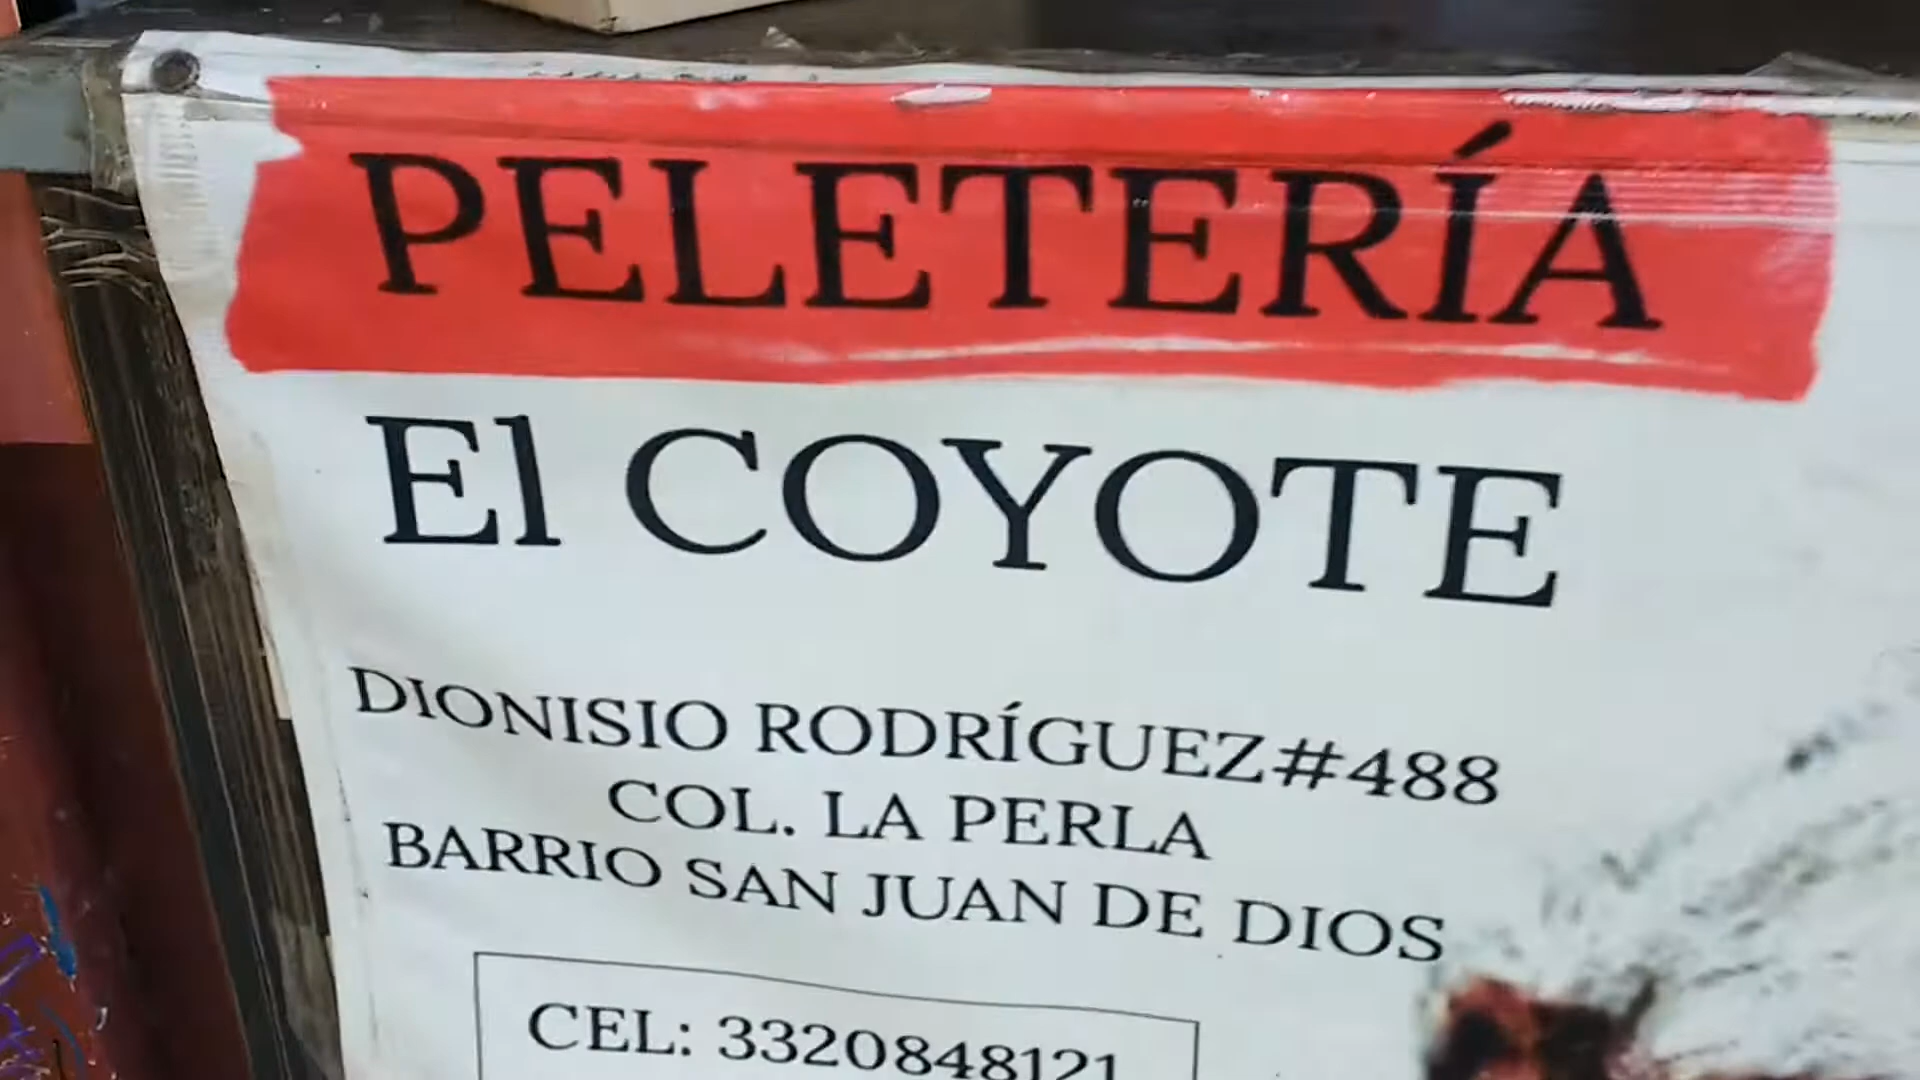 PELETERÍA
El COYOTE
DIONISIO RODRÍGUEZ#488
COL. LA PERLA
BARRIO SAN JUAN DE DIOS
CEL: 3320848121